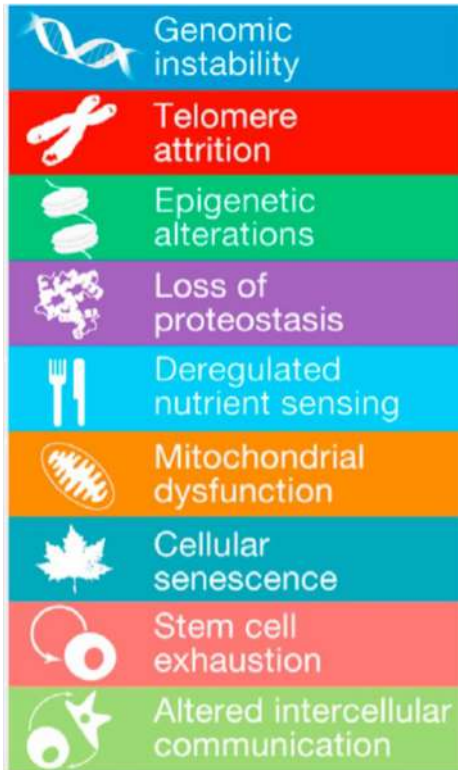 Genomic
instability
Telomere
attrition
Epigenetic
alterations
Loss of
proteostasis
Deregulated
nutrient sensing
Mitochondrial
dysfunction
Cellular
senescence
Stem cell
exhaustion
Altered intercellular
communication